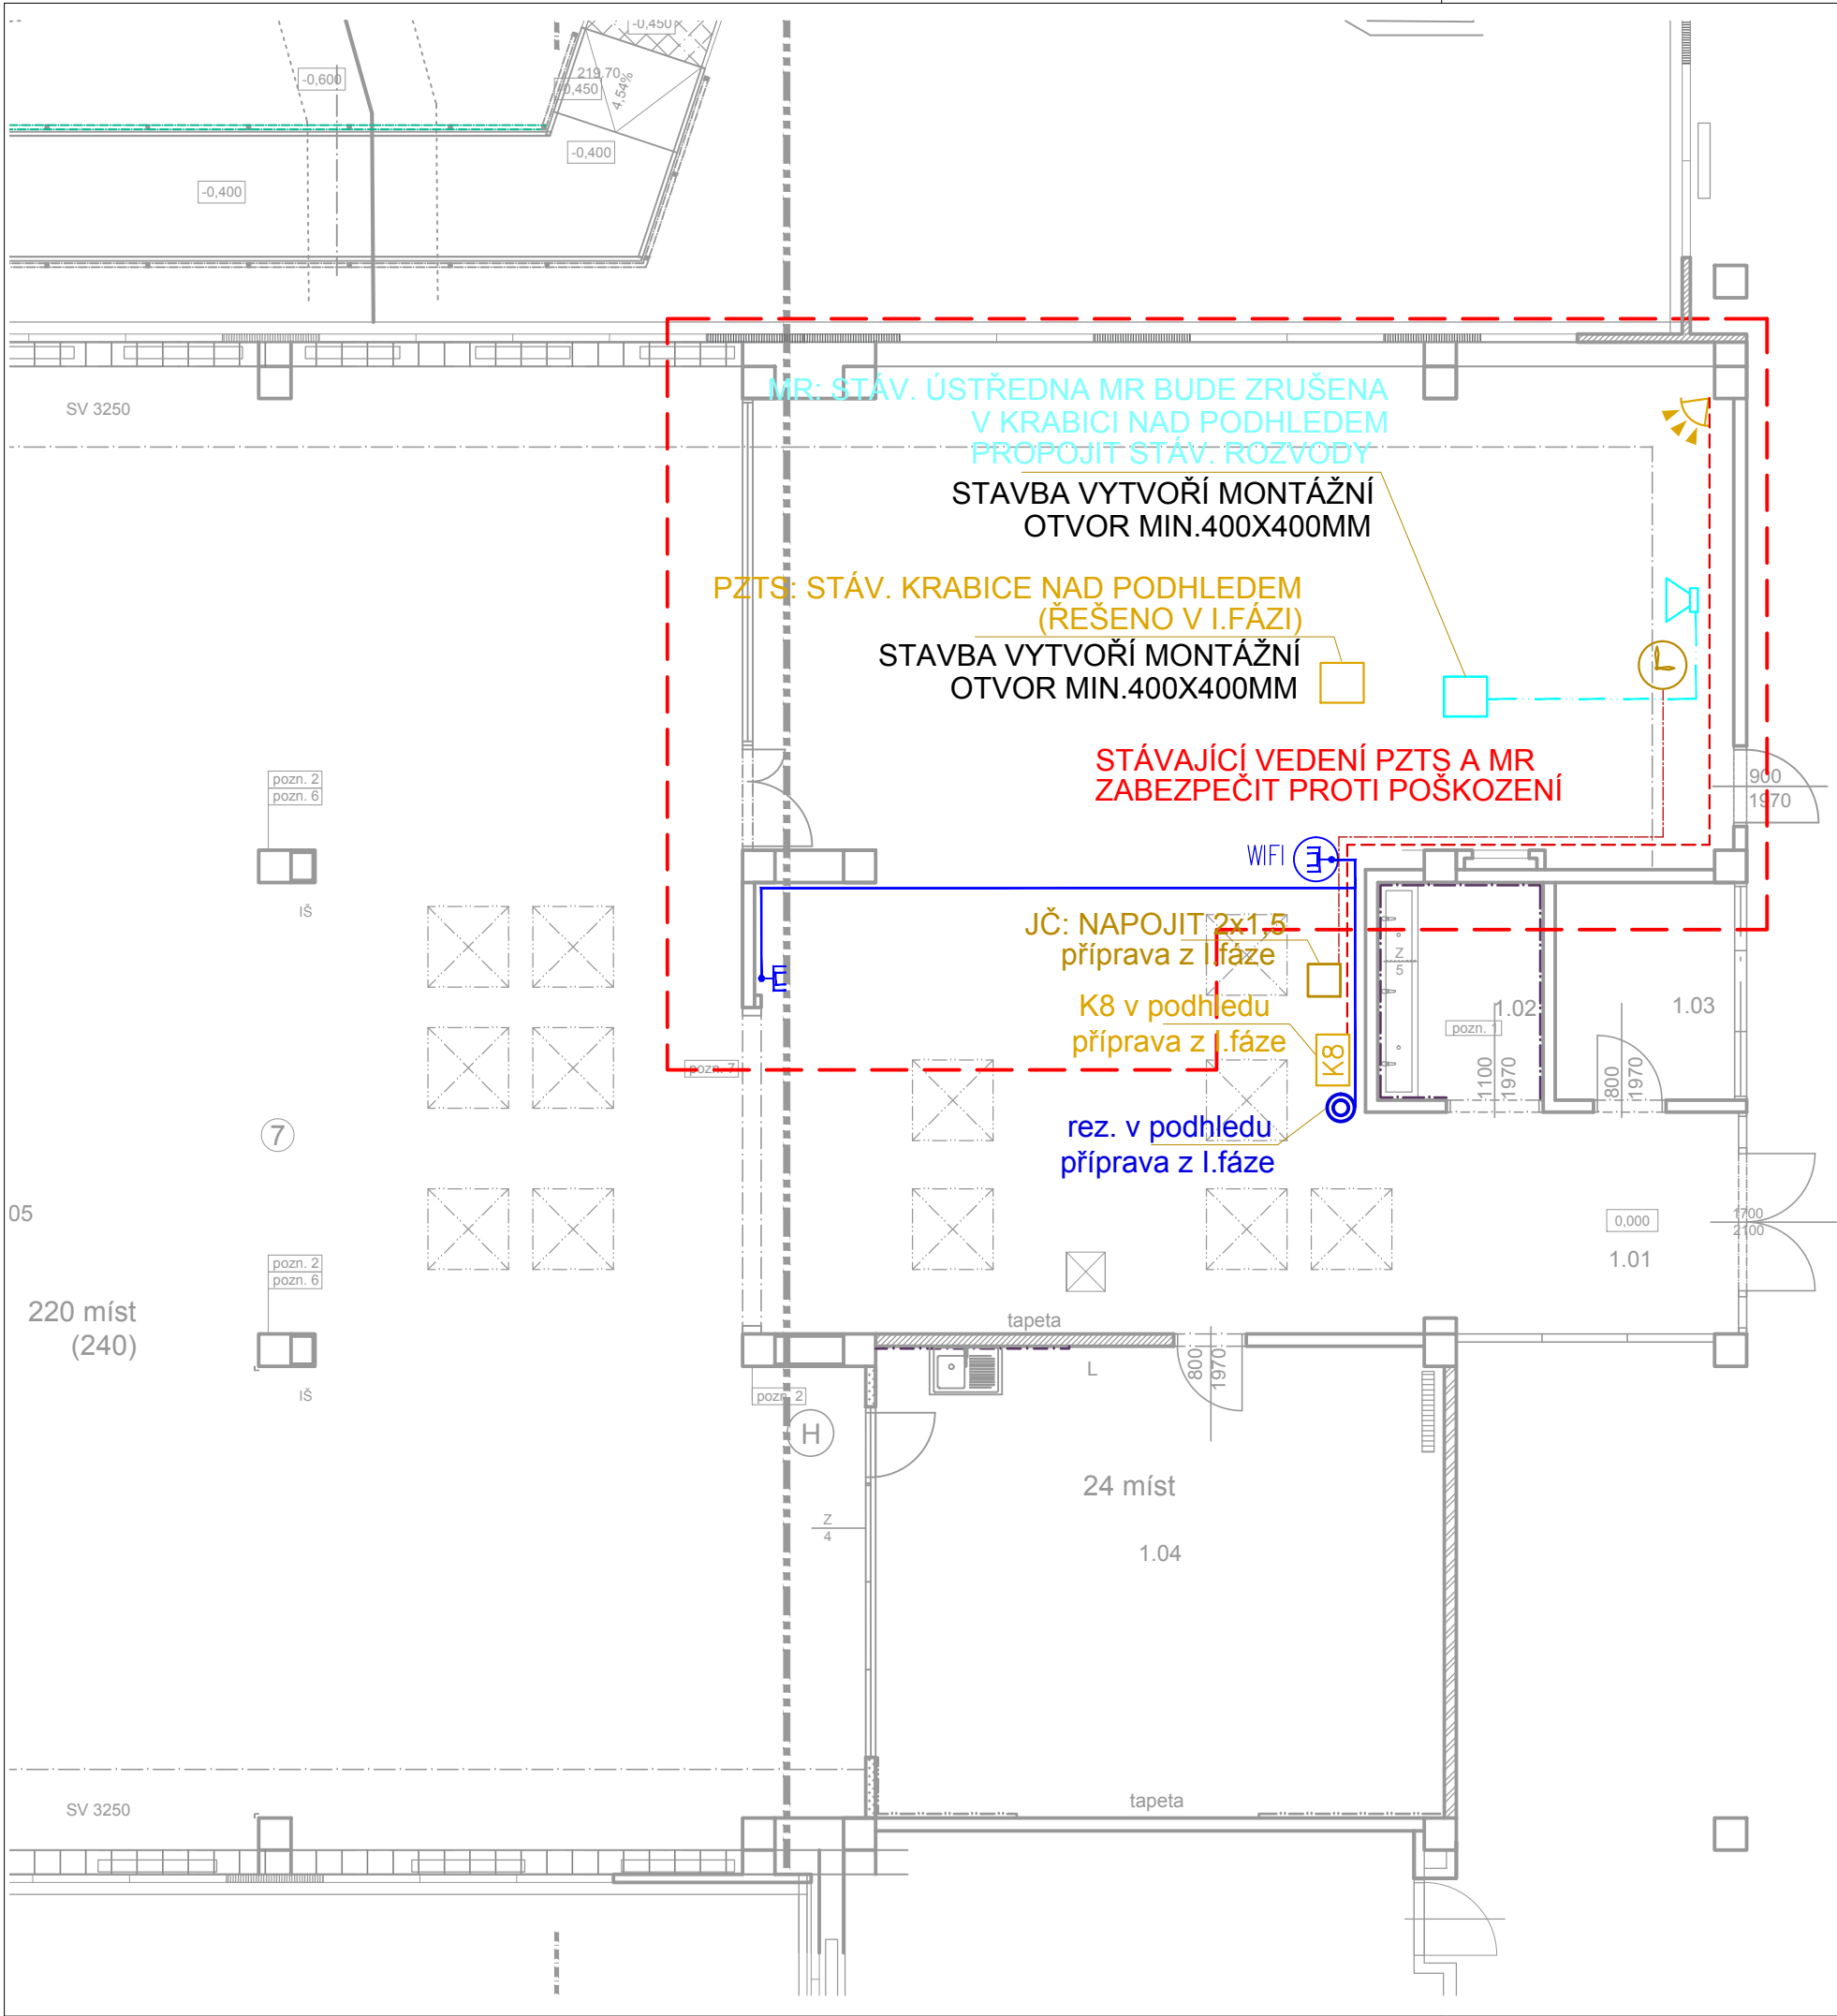 -0,450
-0,600
219.70
-0,450
4,54%
-0,400
-0,400
SV 3250
MR: STÁV. ÚSTŘEDNA MR BUDE ZRUŠENA
V KRABICI NAD PODHLEDEM
PROPOJIT STÁV. ROZVODY
STAVBA VYTVOŘÍ MONTÁŽNÍ
OTVOR MIN.400X400MM
PZTS: STÁV. KRABICE NAD PODHLEDEM
(ŘEŠENO V I.FÁZI)
STAVBA VYTVOŘÍ MONTÁŽNÍ
OTVOR MIN.400X400MM
STÁVAJÍCÍ VEDENÍ PZTS A MR
ZABEZPEČIT PROTI POŠKOZENÍ
900
1970
pozn. 2
pozn. 6
WIFI
IŠ
JČ: NAPOJIT 2x1,5
příprava z I.fáze
Z
5
K8 v podhledu
příprava z I.fáze
K8
1.02
1.03
pozn. 1
1100
1970
800
1970
pozn. 7
rez. v podhledu
příprava z I.fáze
7
05
0,000
1700
2100
1.01
pozn. 2
pozn. 6
220 míst
(240)
tapeta
800
1970
L
IŠ
pozn. 2
H
24 míst
Z
4
1.04
SV 3250
tapeta